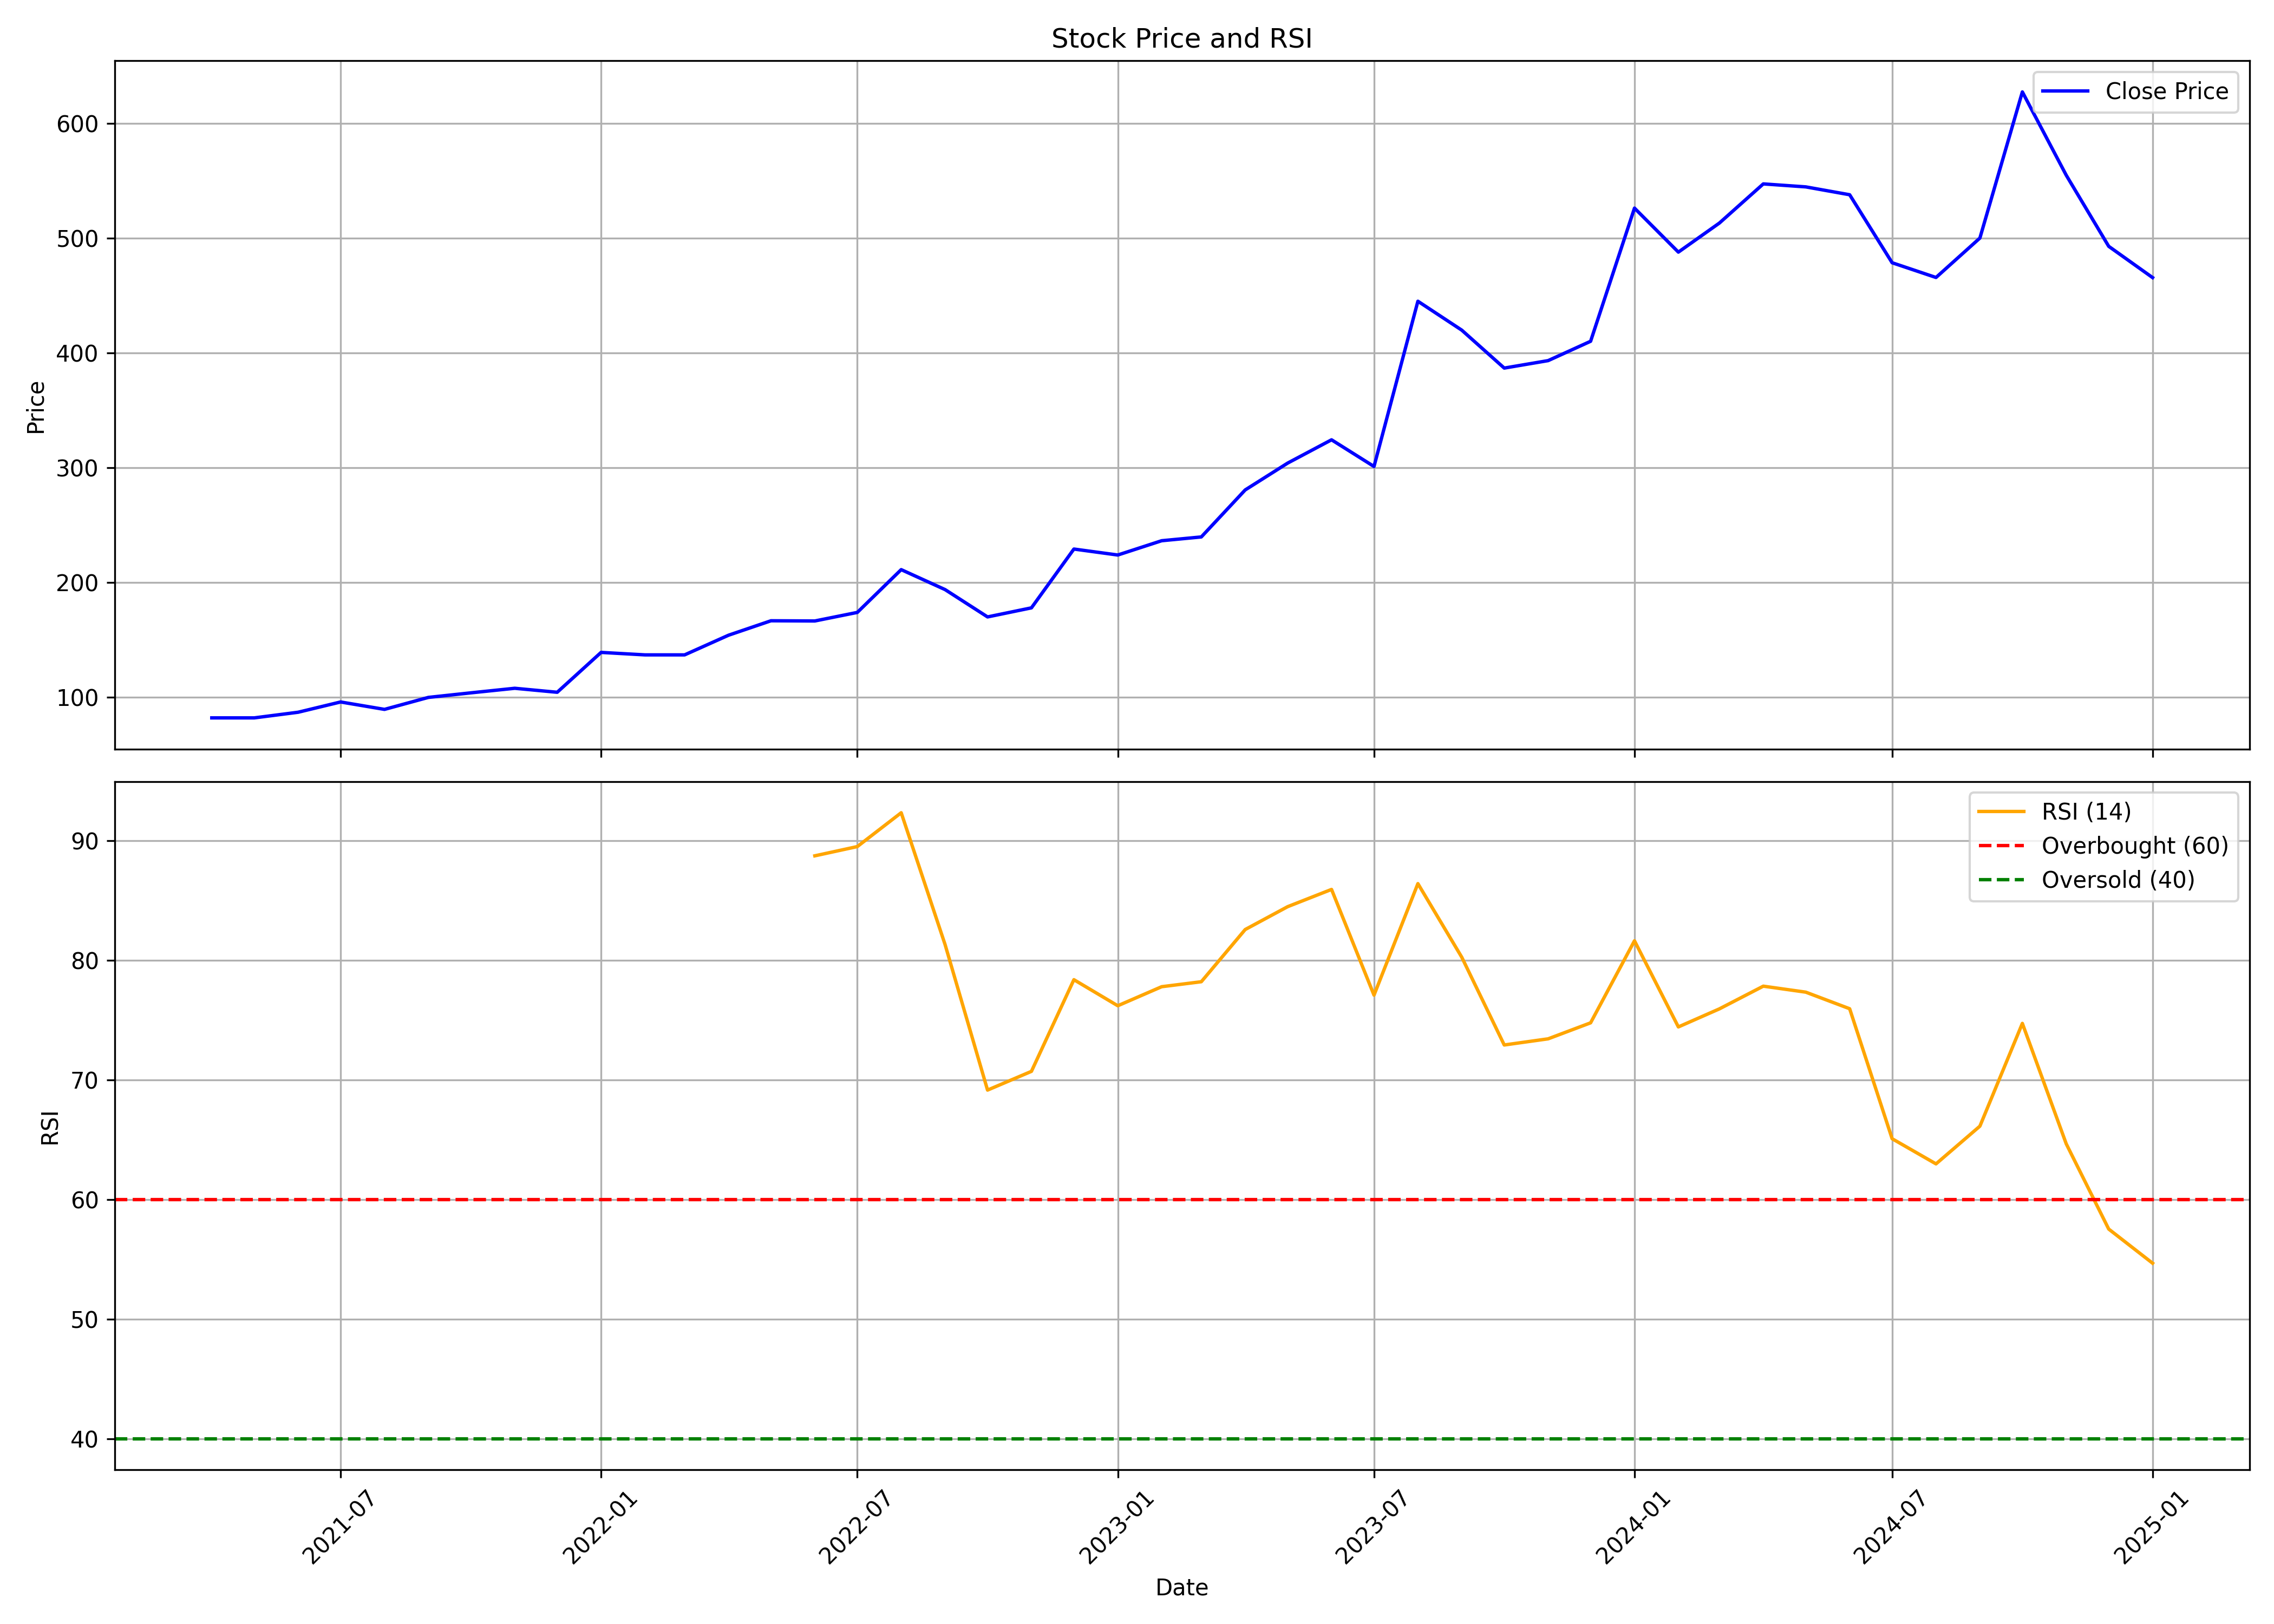 Stock Price and RSI
Close Price
600
500
400
300
200
100
Price
RSI (14)
Overbought (60)
Oversold (40)
90
80
70
60
50
40
RSI
2021-07
2022-01
2022-07
2023-01
2023-07
2024-01
2024-07
2025-01
Date